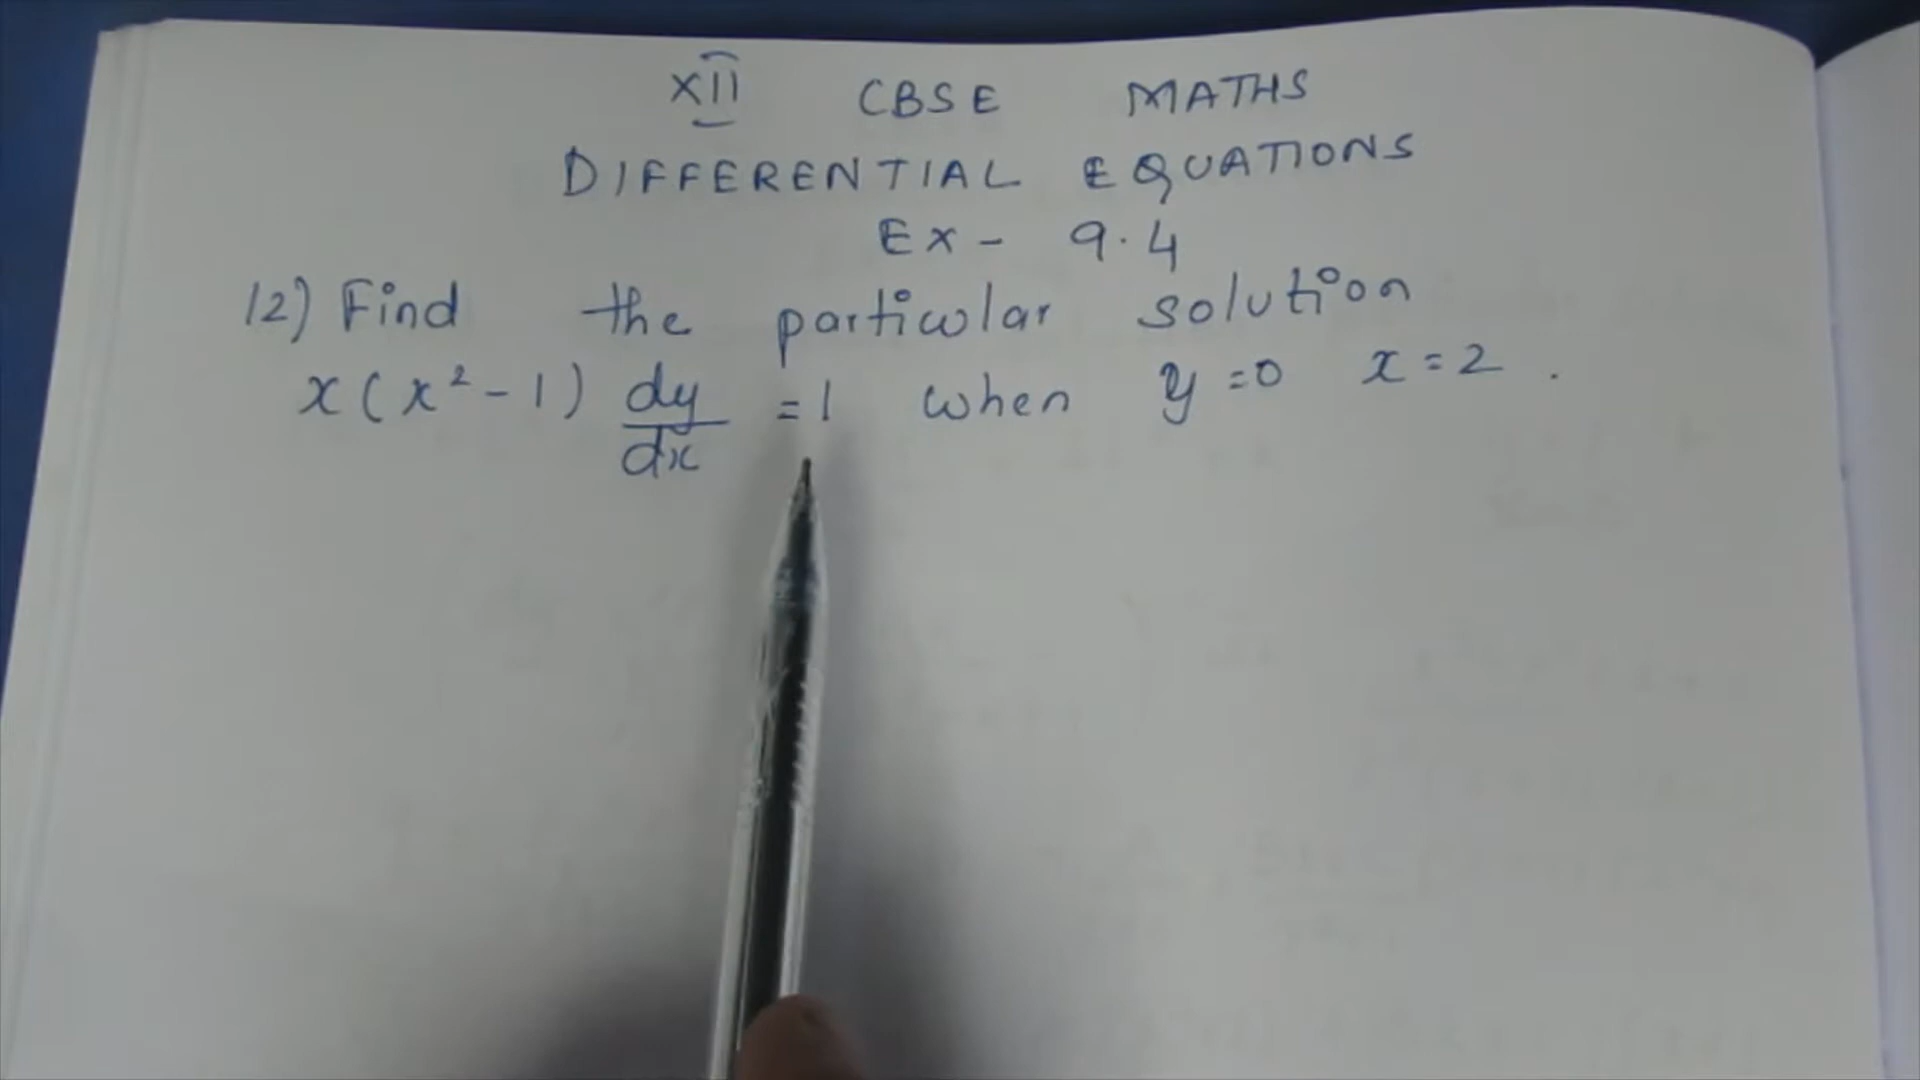 XII CBSE MATHS
DIFFERENTIAL EQUATIONS
Ex - 9.4
12) Find the particular solution
x(x² - 1) dy/dx = 1 when y = 0 x = 2 .